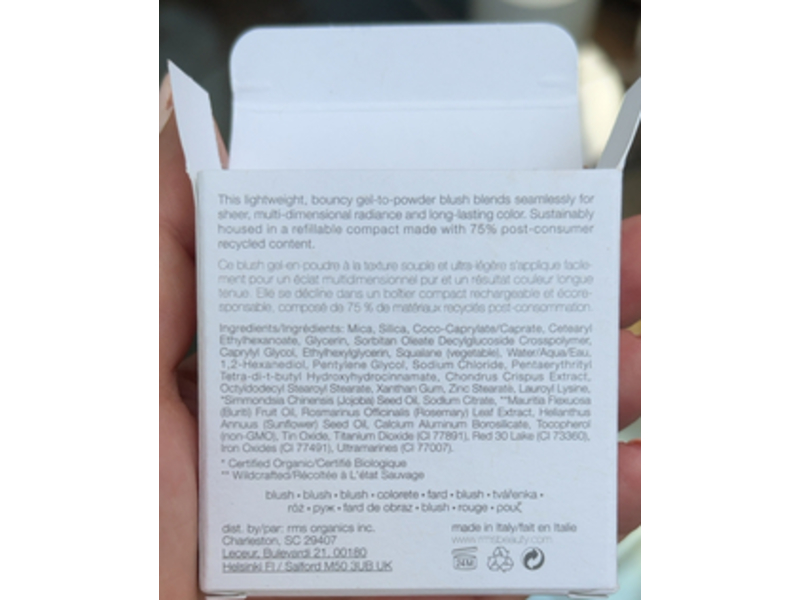 This lightweight, bouncy gel-to-powder blush blends seamlessly for
sheer, multi-dimensional radiance and long-lasting color. Sustainably
housed in a refillable compact made with 75% post-consumer
recycled content.
Ce blush gel-en poudre à la texture souple et ultra-légère s'applique facile-
ment pour un éclat multidimensionnel pur et un résultat couleur longue
tenue. Elle se décline dans un boîtier compact rechargeable et écore-
sponsable, composé de 75 % de matériaux recyclés post-consommation.
Ingredients/Ingrédients: Mica, Silica, Coco-Caprylate/Caprate, Cetearyl
Ethylhexanoate, Glycerin, Sorbitan Oleate Decylglucoside Crosspolymer,
Caprylyl Glycol, Ethylhexylglycerin, Squalane (vegetable), Water/Aqua/Eau,
1,2-Hexanediol, Pentylene Glycol, Sodium Chloride, Pentaerythrityl
Tetra-di-t-butyl Hydroxyhydrocinnamate, Chondrus Crispus Extract,
Octyldodecyl Stearoyl Stearate, Xanthan Gum, Zinc Stearate, Lauroyl Lysine,
*Simmondsia Chinensis (Jojoba) Seed Oil, Sodium Citrate, **Mauritia Flexuosa
(Buriti) Fruit Oil, Rosmarinus Officinalis (Rosemary) Leaf Extract, Helianthus
Annuus (Sunflower) Seed Oil, Calcium Aluminum Borosilicate, Tocopherol
(non-GMO), Tin Oxide, Titanium Dioxide (CI 77891), Red 30 Lake (CI 73360),
Iron Oxides (CI 77491), Ultramarines (CI 77007).
* Certified Organic/Certifié Biologique
** Wildcrafted/Récoltée à L'état Sauvage
blush • blush • blush • colorete • fard • blush • tvářenka •
róż • руж • fard de obraz • blush • rouge • ρουζ
dist. by/par: rms organics inc.
Charleston, SC 29407
Leceur, Bulevardi 21, 00180
Helsinki FI / Salford M50 3UB UK
made in Italy/fait en Italie
www.rmsbeauty.com
24M